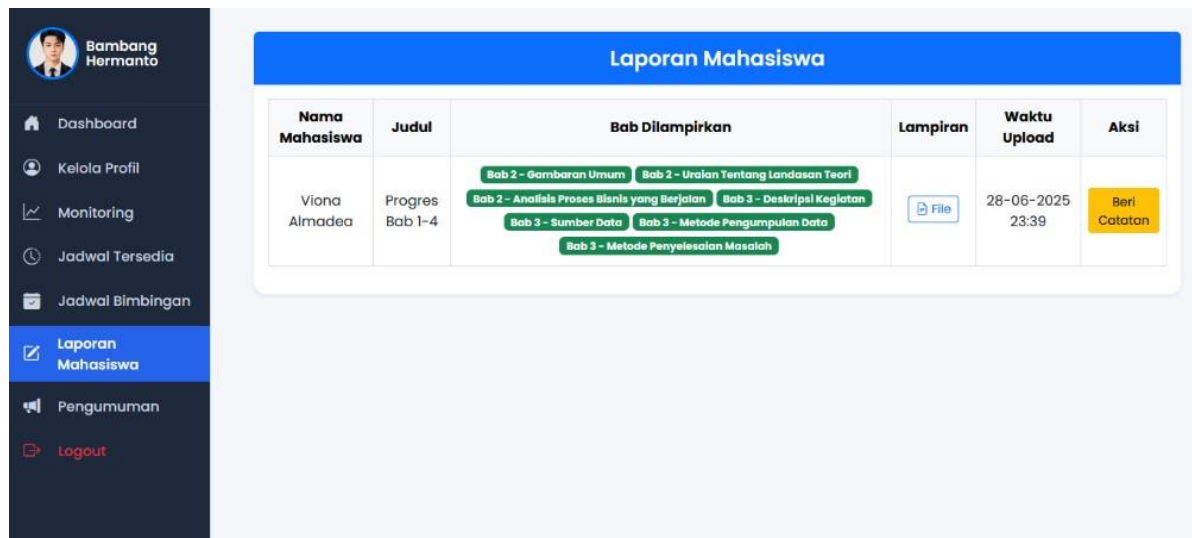 Bambang
Hermanto
Dashboard
Kelola Profil
Monitoring
Jadwal Tersedia
Jadwal Bimbingan
Laporan
Mahasiswa
Pengumuman
Logout
Laporan Mahasiswa
Nama
Mahasiswa
Judul
Bab Dilampirkan
Lampiran
Waktu
Upload
Aksi
Viona
Almadea
Progres
Bab 1-4
Bab 2 - Gambaran Umum Bab 2 - Uraian Tentang Landasan Teori
Bab 2 - Analisis Proses Bisnis yang Berjalan Bab 3 - Deskripsi Kegiatan
Bab 3 - Sumber Data Bab 3 - Metode Pengumpulan Data
Bab 3 - Metode Penyelesaian Masalah
File
28-06-2025
23:39
Beri
Catatan